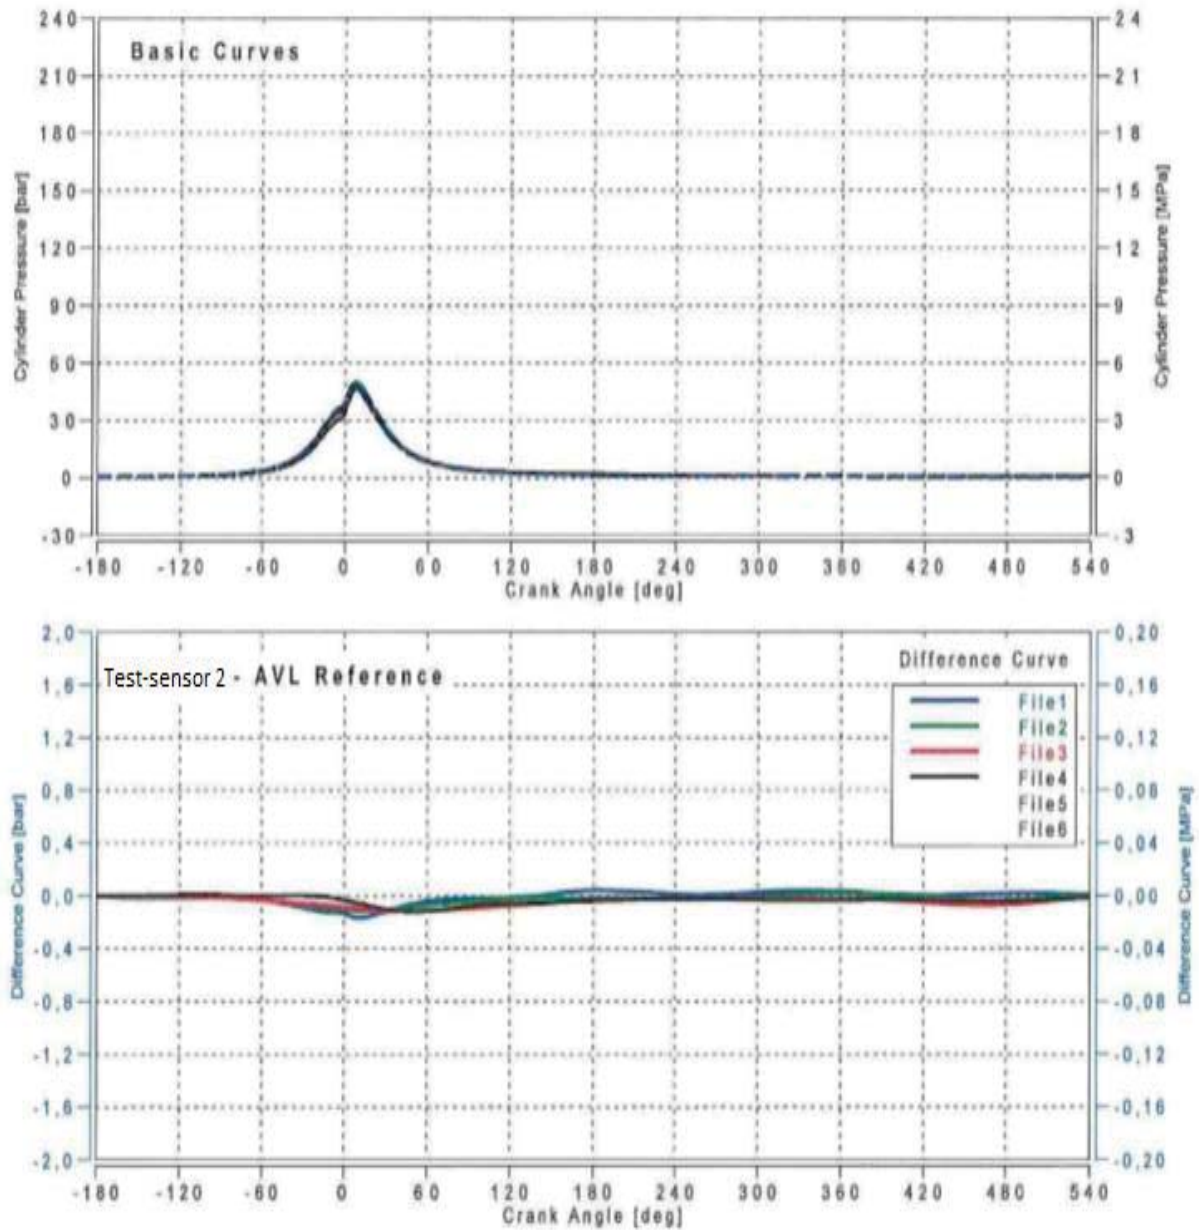 Basic Curves
240
210
180
150
120
90
60
30
0
-30
24
21
18
15
12
9
6
3
0
-3
Cylinder Pressure [bar]
Cylinder Pressure [MPa]
-180 -120 -60 0 60 120 180 240 300 360 420 480 540
Crank Angle [deg]
Test-sensor 2 - AVL Reference
Difference Curve
File1
File2
File3
File4
File5
File6
2,0
1,6
1,2
0,8
0,4
0,0
-0,4
-0,8
-1,2
-1,6
-2,0
0,20
0,16
0,12
0,08
0,04
0,00
-0,04
-0,08
-0,12
-0,16
-0,20
Difference Curve [bar]
Difference Curve [MPa]
-180 -120 -60 0 60 120 180 240 300 360 420 480 540
Crank Angle [deg]